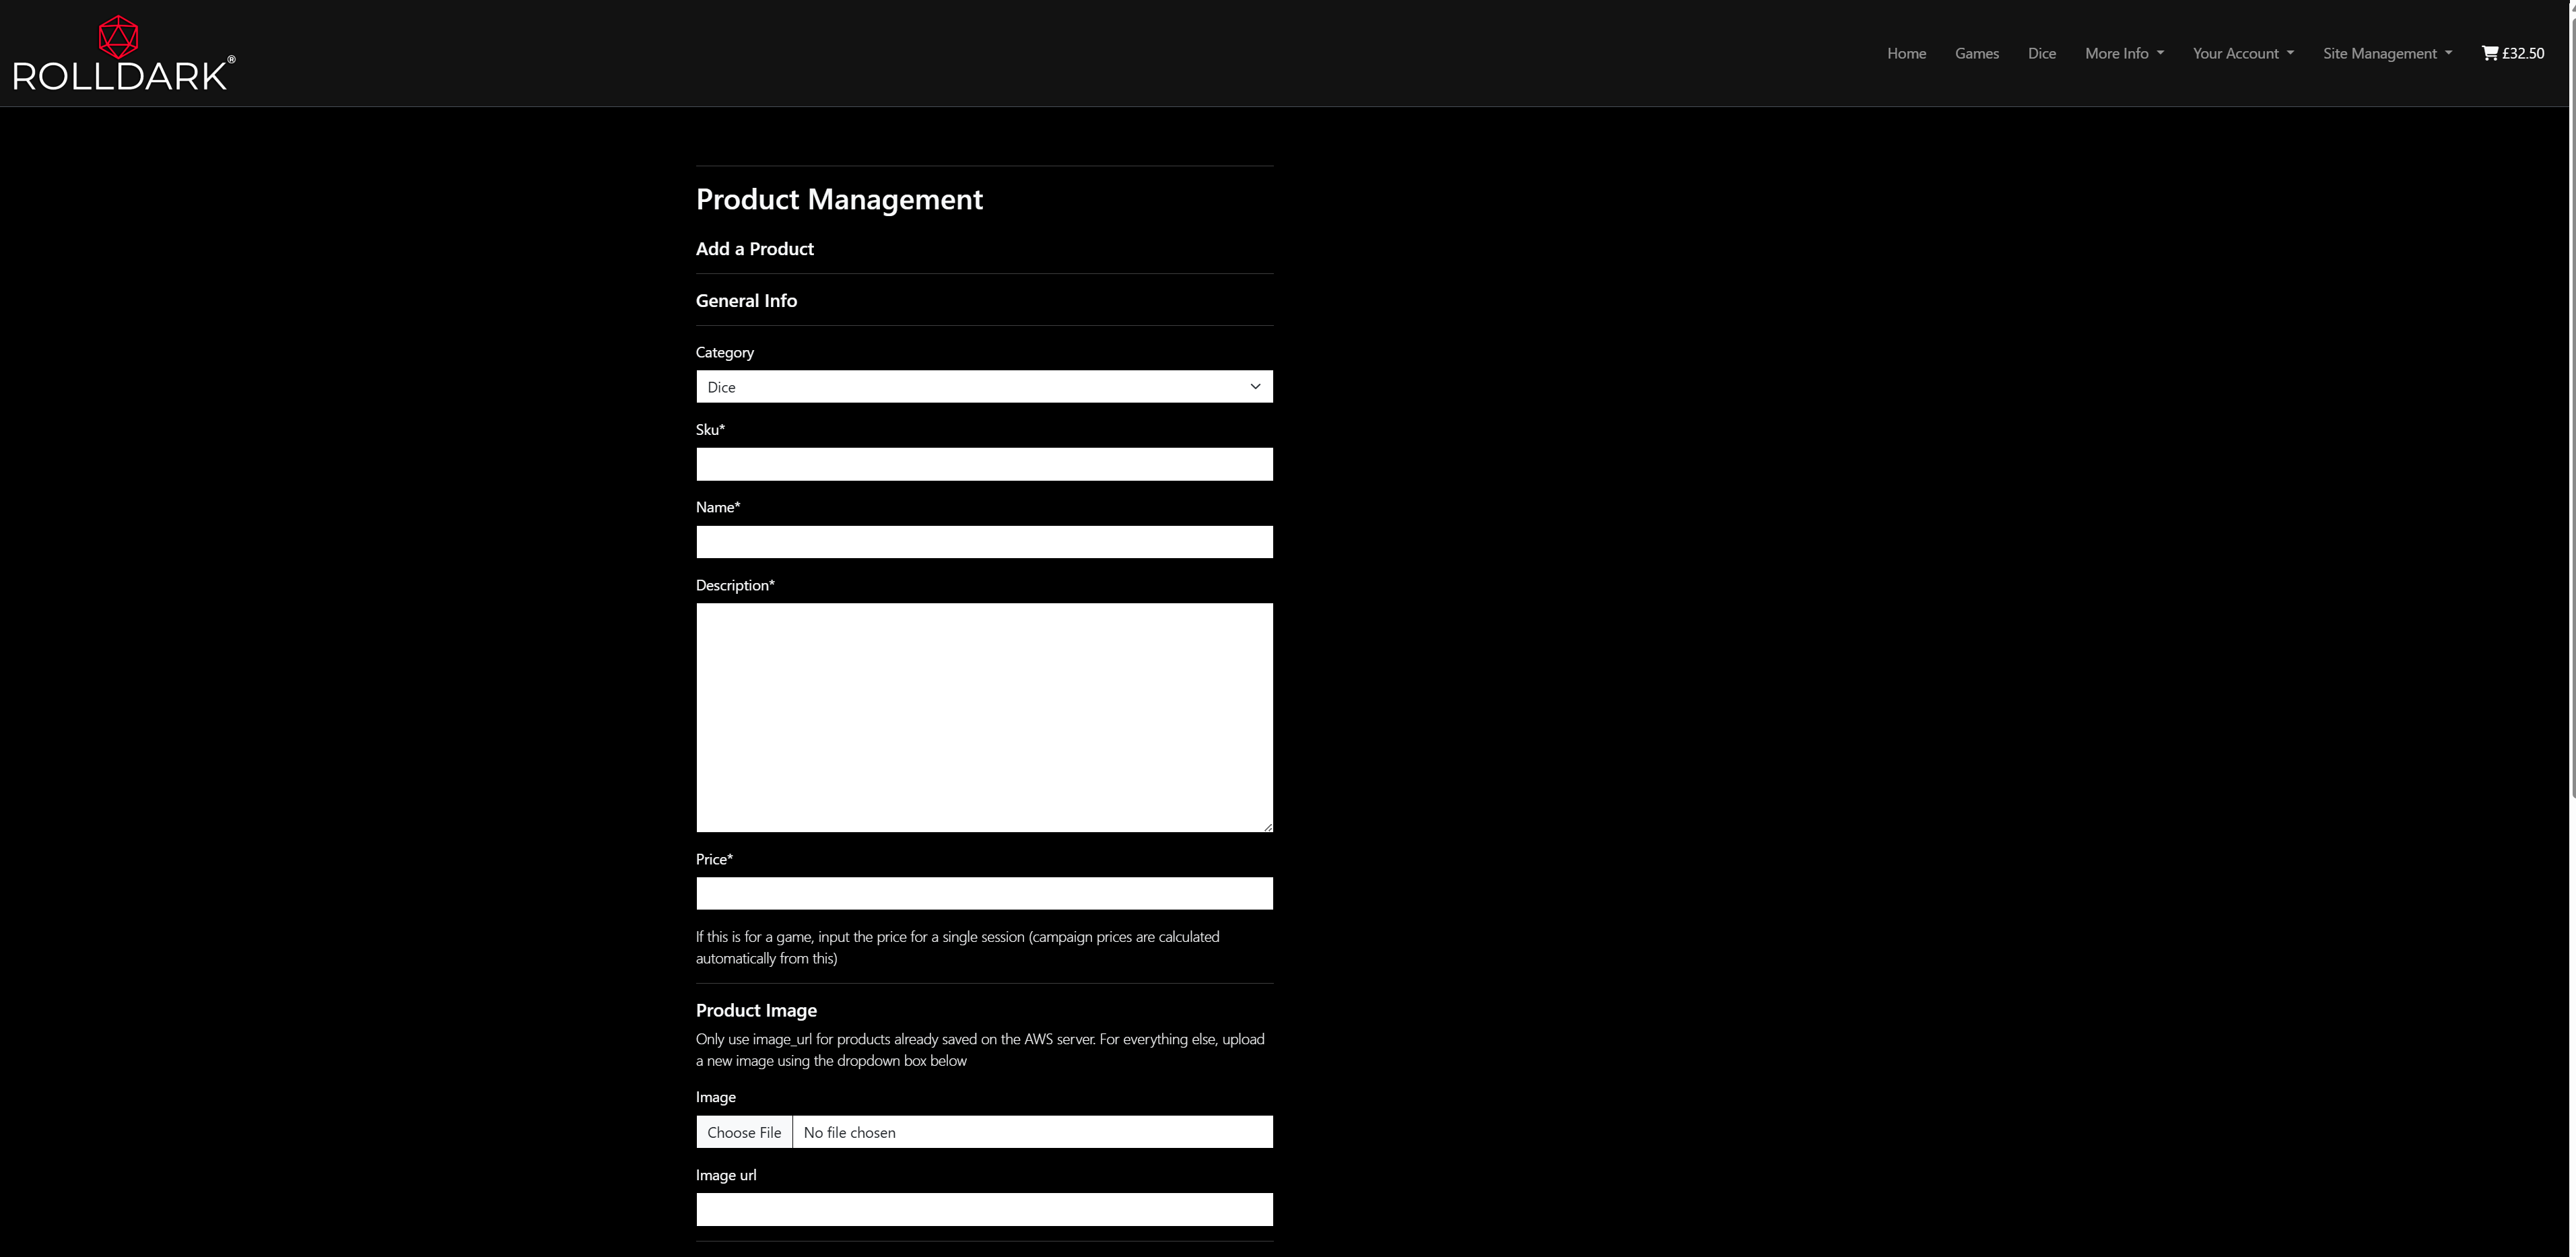 ROLLDARK®
Home Games Dice More Info Your Account Site Management £32.50
Product Management
Add a Product
General Info
Category
Dice
Sku*
Name*
Description*
Price*
If this is for a game, input the price for a single session (campaign prices are calculated
automatically from this)
Product Image
Only use image_url for products already saved on the AWS server. For everything else, upload
a new image using the dropdown box below
Image
Choose File No file chosen
Image url